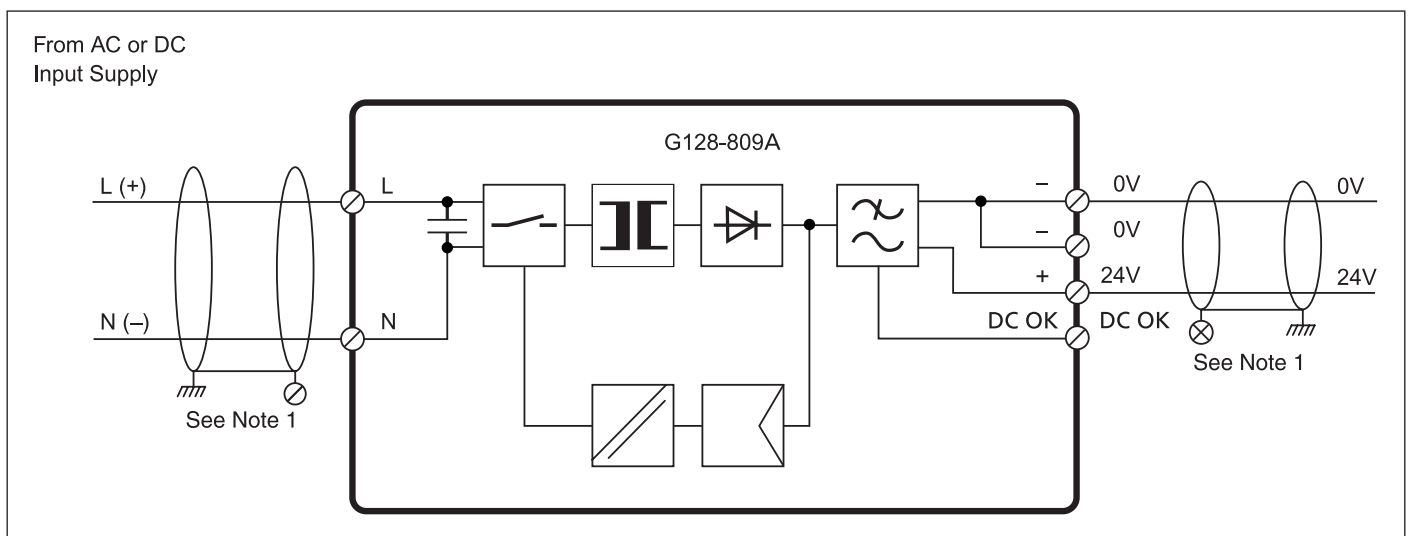 From AC or DC
Input Supply
G128-809A
L (+)
L
–
0V
0V
–
0V
+
24V
24V
N (–)
N
DC OK
DC OK
See Note 1
See Note 1